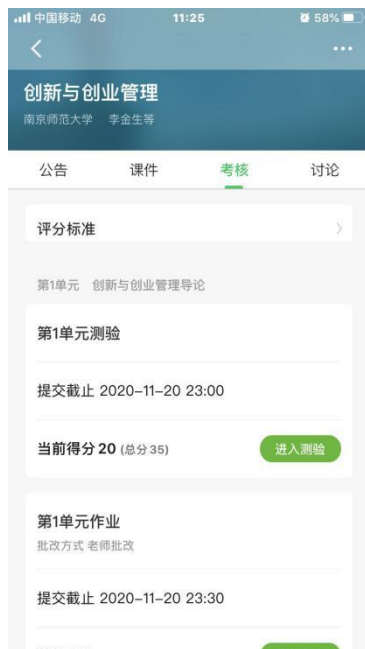 中国移动 4G 11:25 58%
创新与创业管理
南京师范大学 李金生等
公告 课件 考核 讨论
评分标准
第1单元 创新与创业管理导论
第1单元测验
提交截止 2020-11-20 23:00
当前得分 20 (总分 35) 进入测验
第1单元作业
批改方式 老师批改
提交截止 2020-11-20 23:30